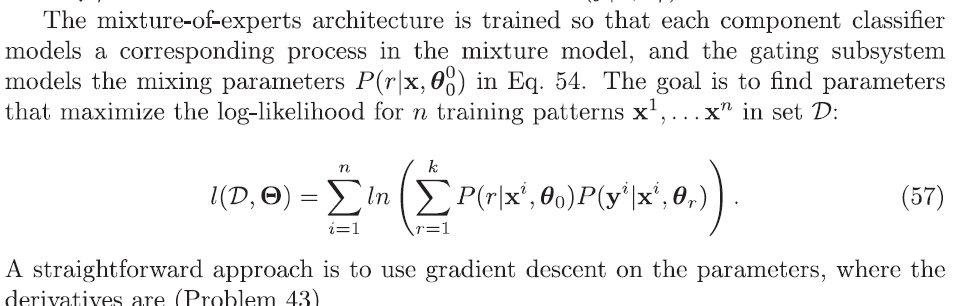 The mixture-of-experts architecture is trained so that each component classifier
models a corresponding process in the mixture model, and the gating subsystem
models the mixing parameters P(r|x, θ₀⁰) in Eq. 54. The goal is to find parameters
that maximize the log-likelihood for n training patterns x¹, . . . xⁿ in set 𝒟:
l(𝒟, Θ) = ∑ᵢ₌₁ⁿ ln (∑ᵣ₌₁ᵏ P(r|xⁱ, θ₀)P(yⁱ|xⁱ, θᵣ)) . (57)
A straightforward approach is to use gradient descent on the parameters, where the
derivatives are (Problem 43)